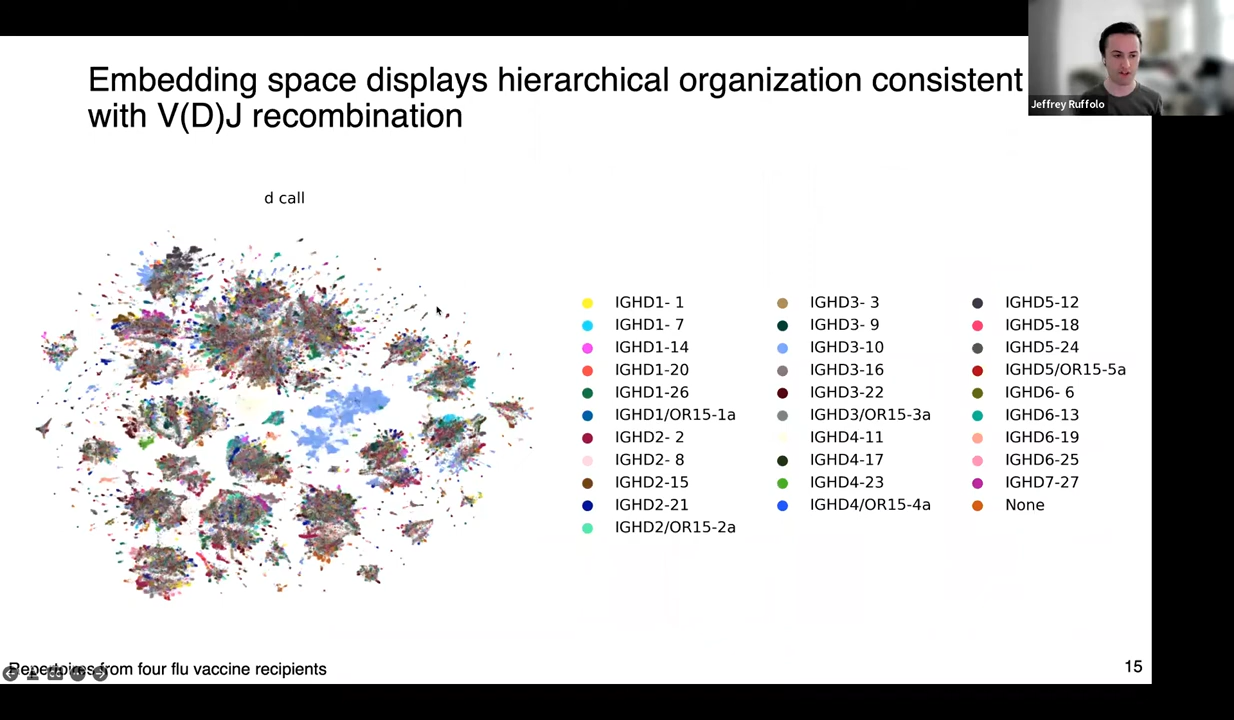 Embedding space displays hierarchical organization consistent
with V(D)J recombination
Jeffrey Ruffolo
d call
IGHD1- 1
IGHD1- 7
IGHD1-14
IGHD1-20
IGHD1-26
IGHD1/OR15-1a
IGHD2- 2
IGHD2- 8
IGHD2-15
IGHD2-21
IGHD2/OR15-2a
IGHD3- 3
IGHD3- 9
IGHD3-10
IGHD3-16
IGHD3-22
IGHD3/OR15-3a
IGHD4-11
IGHD4-17
IGHD4-23
IGHD4/OR15-4a
IGHD5-12
IGHD5-18
IGHD5-24
IGHD5/OR15-5a
IGHD6- 6
IGHD6-13
IGHD6-19
IGHD6-25
IGHD7-27
None
Repertoires from four flu vaccine recipients
15